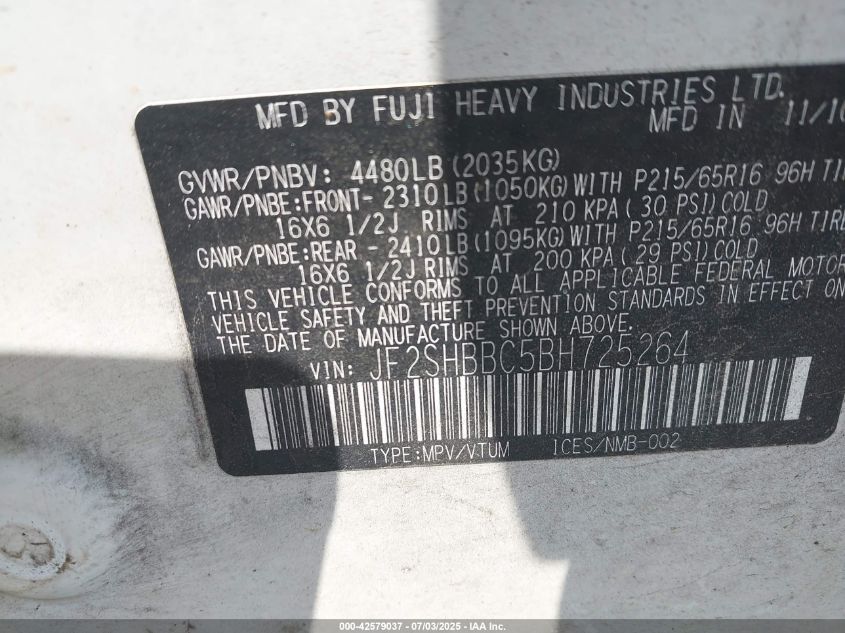 MFD BY FUJI HEAVY INDUSTRIES LTD.
MFD IN 11/10
GVWR/PNBV: 4480LB(2035KG)
GAWR/PNBE:FRONT- 2310LB(1050KG)WITH P215/65R16 96H
16X6 1/2J RIMS AT 210 KPA(30 PSI)COLD
GAWR/PNBE:REAR - 2410LB(1095KG)WITH P215/65R16 96H TIRE
16X6 1/2J RIMS AT 200 KPA(29 PSI)COLD
THIS VEHICLE CONFORMS TO ALL APPLICABLE FEDERAL MOTOR
VEHICLE SAFETY AND THEFT PREVENTION STANDARDS IN EFFECT ON
THE DATE OF MANUFACTURE SHOWN ABOVE.
VIN: JF2SHBBC5BH725264
TYPE:MPV/VTUM ICES/NMB-002
000-42579037 - 07/03/2025 - IAA Inc.